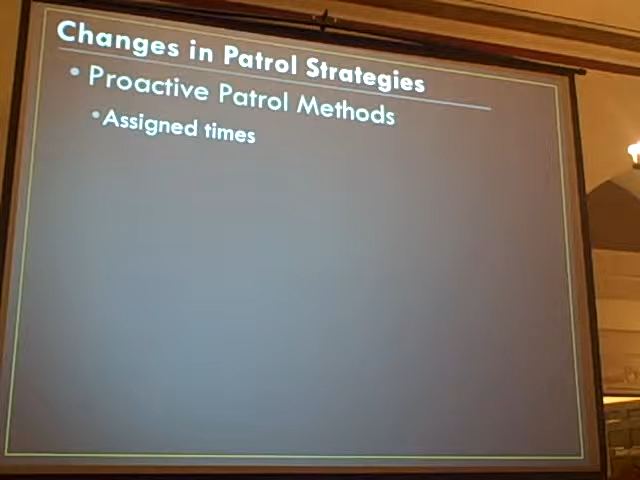 Changes in Patrol Strategies
• Proactive Patrol Methods
• Assigned times